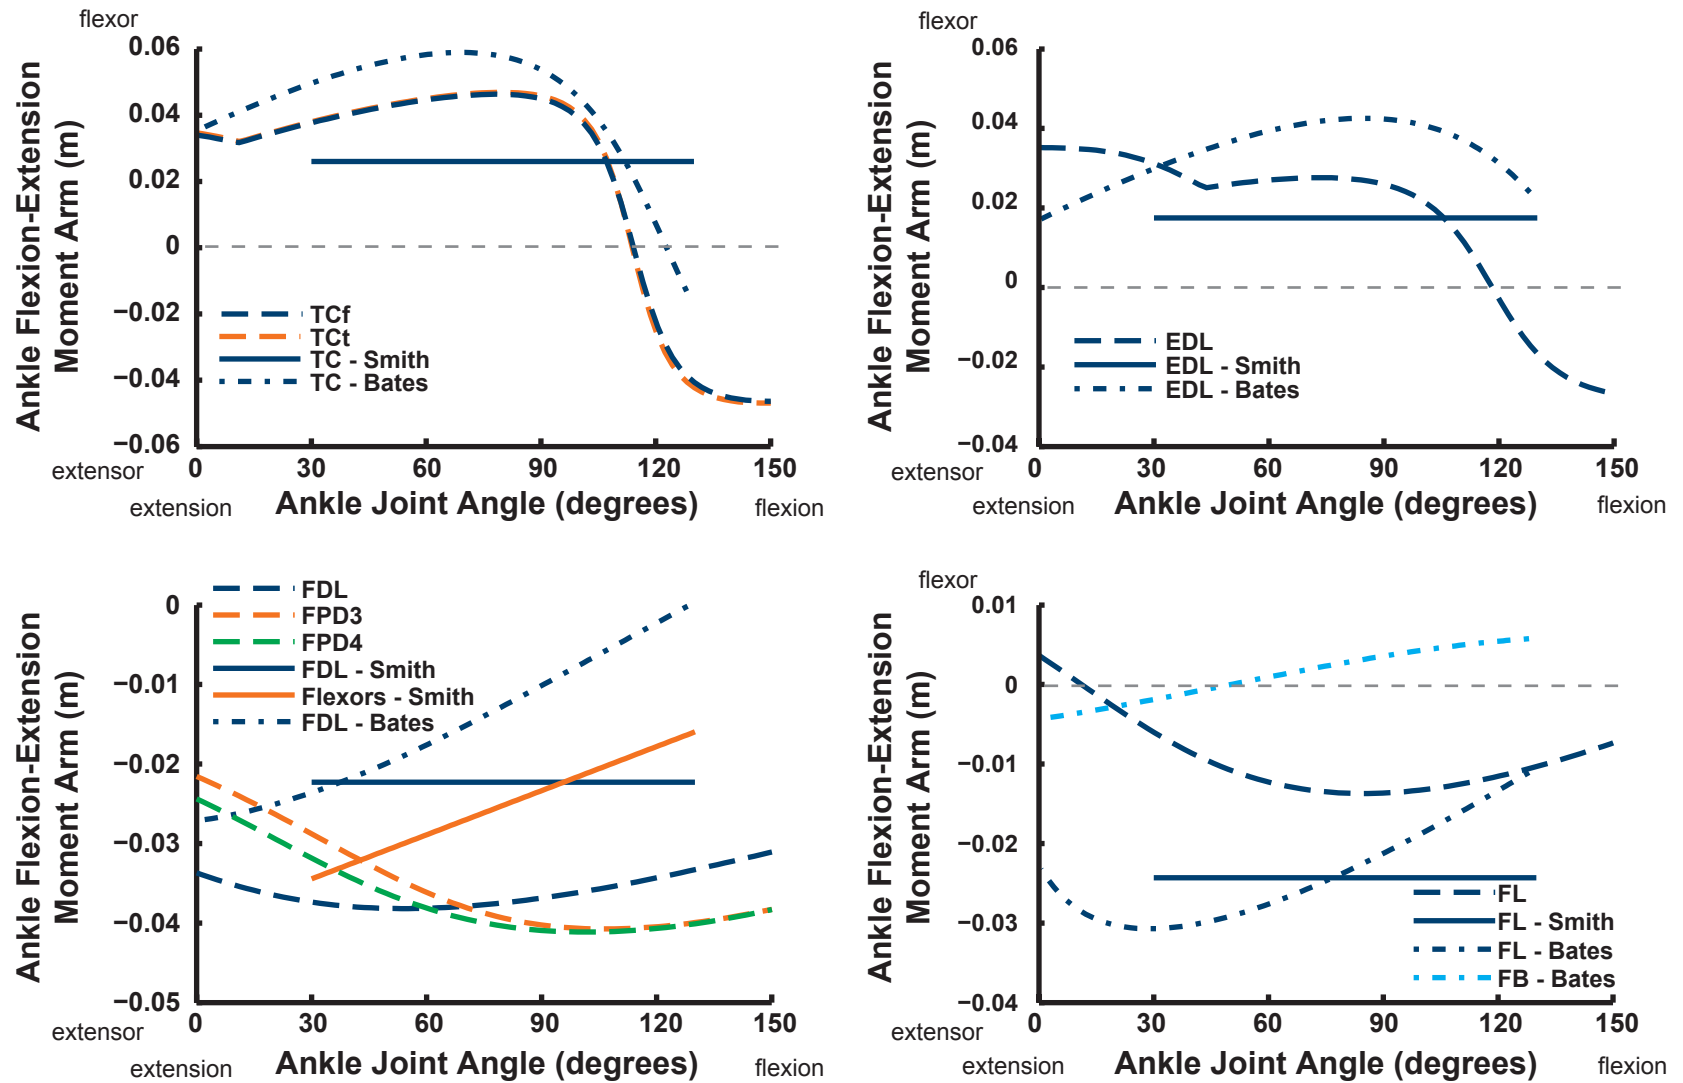 flexor
0.06
0.04
0.02
0
−0.02
−0.04
−0.06
Ankle Flexion-Extension
Moment Arm (m)
TCf
TCt
TC - Smith
TC - Bates
extensor
0 30 60 90 120 150
extension
Ankle Joint Angle (degrees)
flexion
flexor
0.06
0.04
0.02
0
−0.02
−0.04
Ankle Flexion-Extension
Moment Arm (m)
EDL
EDL - Smith
EDL - Bates
extensor
0 30 60 90 120 150
extension
Ankle Joint Angle (degrees)
flexion
0
−0.01
−0.02
−0.03
−0.04
−0.05
Ankle Flexion-Extension
Moment Arm (m)
FDL
FPD3
FPD4
FDL - Smith
Flexors - Smith
FDL - Bates
extensor
0 30 60 90 120 150
extension
Ankle Joint Angle (degrees)
flexion
flexor
0.01
0
−0.01
−0.02
−0.03
−0.04
Ankle Flexion-Extension
Moment Arm (m)
FL
FL - Smith
FL - Bates
FB - Bates
extensor
0 30 60 90 120 150
extension
Ankle Joint Angle (degrees)
flexion